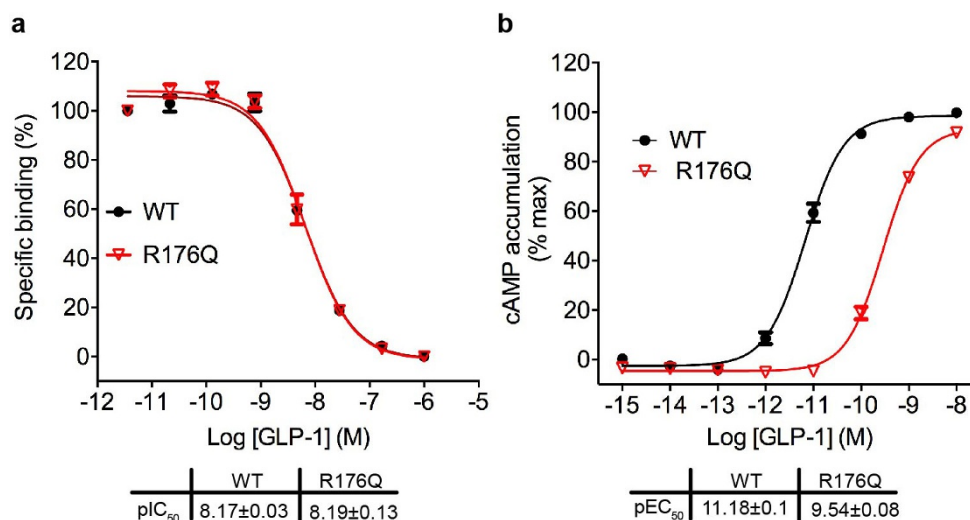 a
120
100
80
60
40
20
0
Specific binding (%)
WT
R176Q
-12 -11 -10 -9 -8 -7 -6 -5
Log [GLP-1] (M)
WT R176Q
pIC50 8.17±0.03 8.19±0.13
b
120
100
80
60
40
20
0
cAMP accumulation
(% max)
WT
R176Q
-15 -14 -13 -12 -11 -10 -9 -8
Log [GLP-1] (M)
WT R176Q
pEC50 11.18±0.1 9.54±0.08